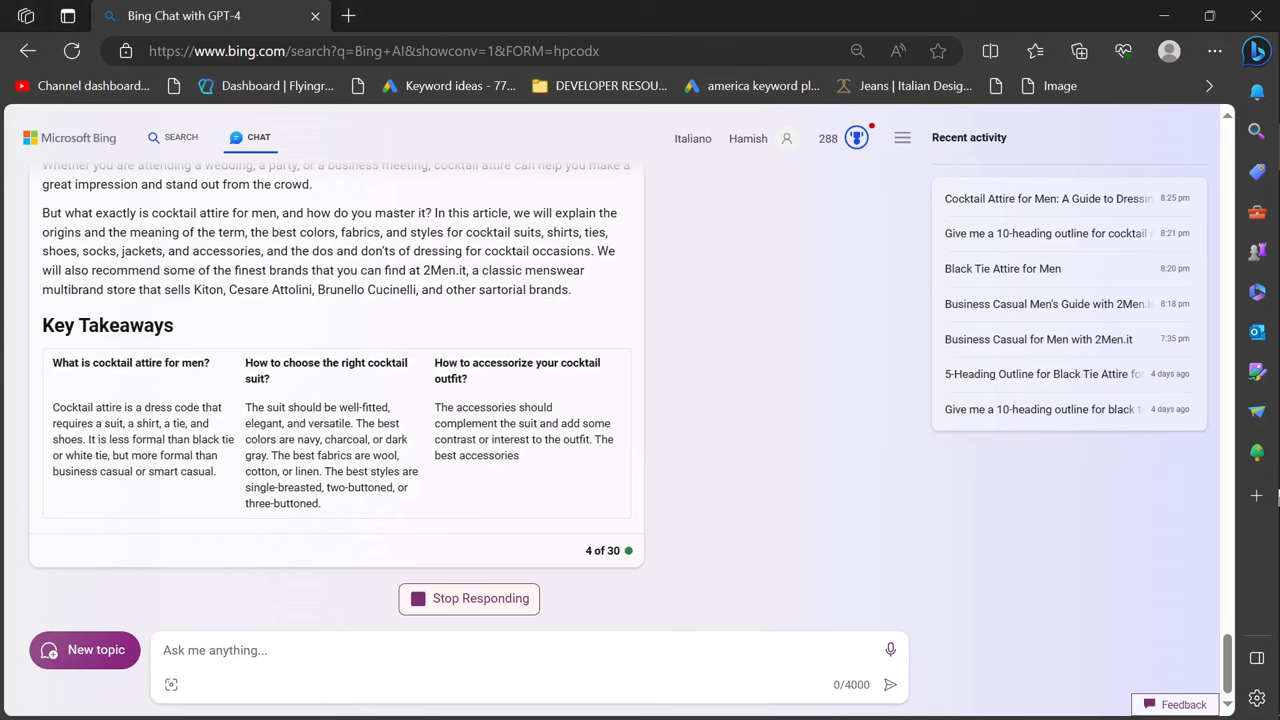 Bing Chat with GPT-4
https://www.bing.com/search?q=Bing+AI&showconv=1&FORM=hpcodx
Channel dashboard...
Dashboard | Flyingr...
Keyword ideas - 77...
DEVELOPER RESOU...
america keyword pl...
Jeans | Italian Desig...
Image
Microsoft Bing
SEARCH
CHAT
Italiano
Hamish
288
Whether you are attending a wedding, a party, or a business meeting, cocktail attire can help you make a
great impression and stand out from the crowd.
But what exactly is cocktail attire for men, and how do you master it? In this article, we will explain the
origins and the meaning of the term, the best colors, fabrics, and styles for cocktail suits, shirts, ties,
shoes, socks, jackets, and accessories, and the dos and don'ts of dressing for cocktail occasions. We
will also recommend some of the finest brands that you can find at 2Men.it, a classic menswear
multibrand store that sells Kiton, Cesare Attolini, Brunello Cucinelli, and other sartorial brands.
Key Takeaways
What is cocktail attire for men?
Cocktail attire is a dress code that
requires a suit, a shirt, a tie, and
shoes. It is less formal than black tie
or white tie, but more formal than
business casual or smart casual.
How to choose the right cocktail
suit?
The suit should be well-fitted,
elegant, and versatile. The best
colors are navy, charcoal, or dark
gray. The best fabrics are wool,
cotton, or linen. The best styles are
single-breasted, two-buttoned, or
three-buttoned.
How to accessorize your cocktail
outfit?
The accessories should
complement the suit and add some
contrast or interest to the outfit. The
best accessories
4 of 30
Stop Responding
New topic
Ask me anything...
0/4000
Recent activity
Cocktail Attire for Men: A Guide to Dressin 8:25 pm
Give me a 10-heading outline for cocktail a 8:21 pm
Black Tie Attire for Men 8:20 pm
Business Casual Men's Guide with 2Men.it 8:18 pm
Business Casual for Men with 2Men.it 7:35 pm
5-Heading Outline for Black Tie Attire fo 4 days ago
Give me a 10-heading outline for black t 4 days ago
Feedback